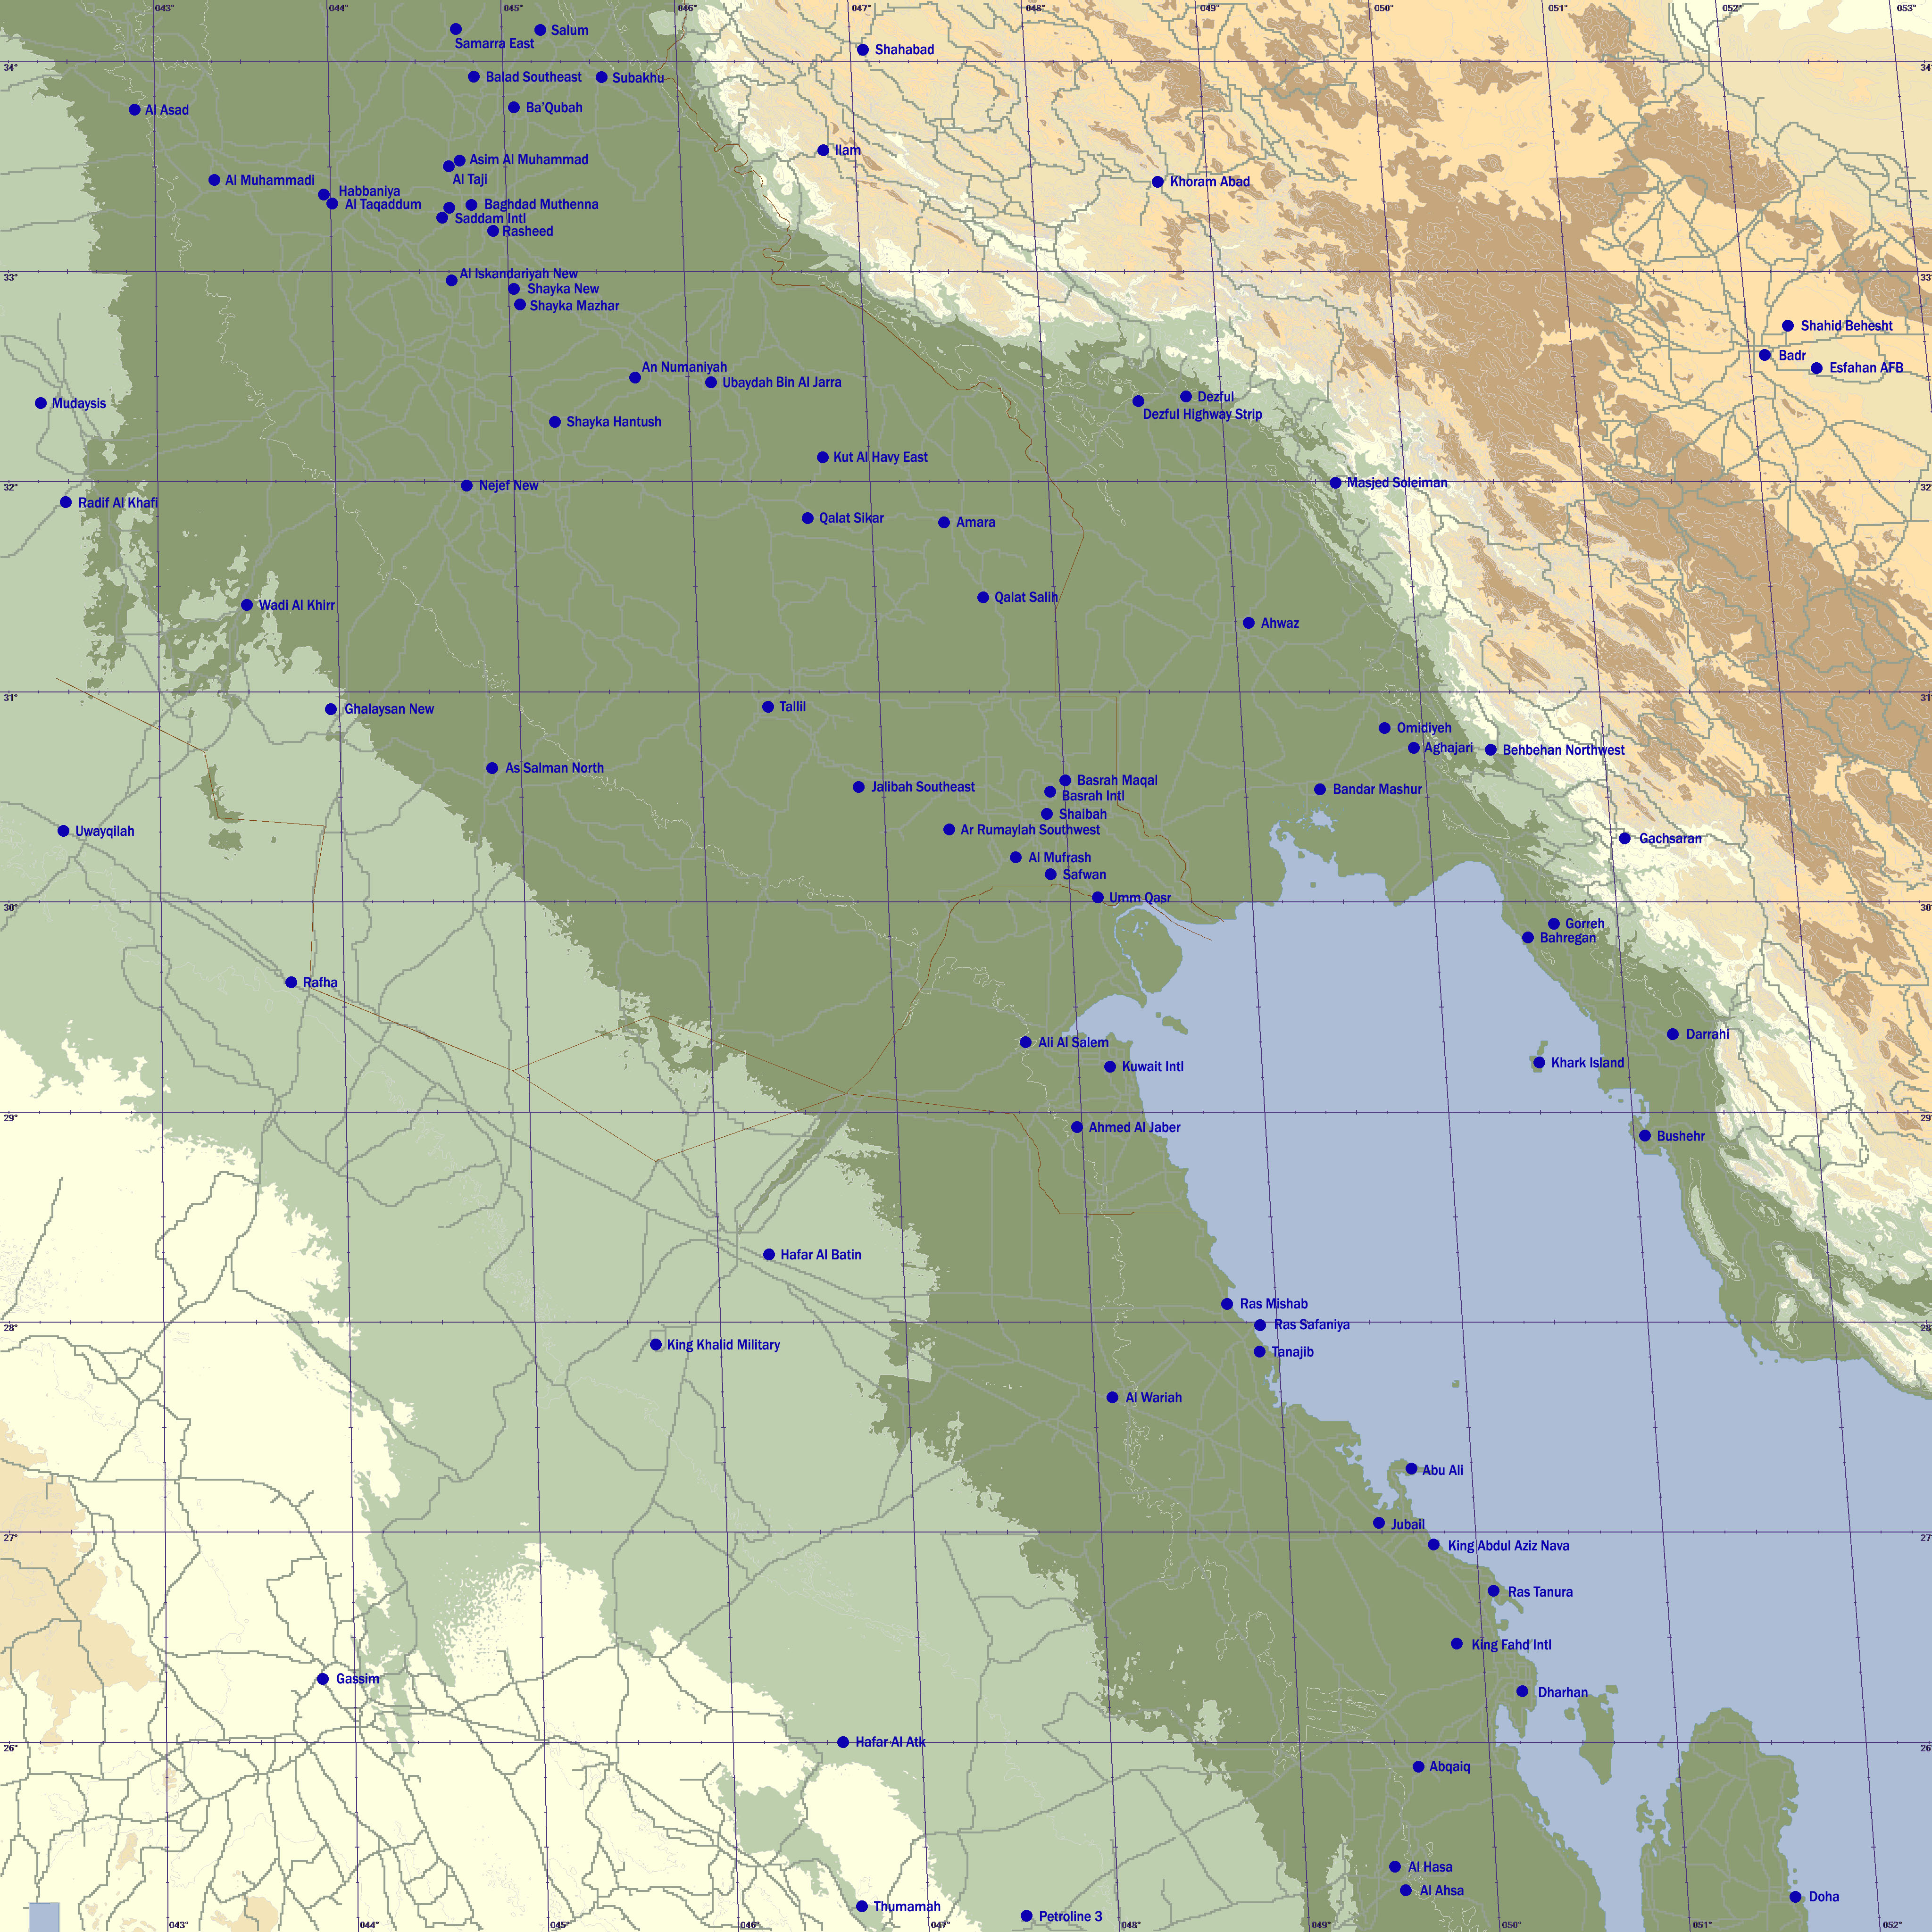 043°
044°
045°
046°
047°
048°
049°
050°
051°
052°
053°
Samarra East
Salum
Shahabad
34°
34°
Balad Southeast
Subakhu
Al Asad
Ba'Qubah
Ilam
Asim Al Muhammad
Al Taji
Al Muhammadi
Khoram Abad
Habbaniya
Al Taqaddum
Baghdad Muthenna
Saddam Intl
Rasheed
33°
33°
Al Iskandariyah New
Shayka New
Shayka Mazhar
Shahid Behesht
Badr
Esfahan AFB
An Numaniyah
Ubaydah Bin Al Jarra
Mudaysis
Dezful
Dezful Highway Strip
Shayka Hantush
Kut Al Havy East
32°
32°
Nejef New
Masjed Soleiman
Radif Al Khafi
Qalat Sikar
Amara
Wadi Al Khirr
Qalat Salih
Ahwaz
31°
31°
Ghalaysan New
Tallil
Omidiyeh
Aghajari
Behbehan Northwest
As Salman North
Jalibah Southeast
Basrah Maqal
Basrah Intl
Bandar Mashur
Shaibah
Uwayqilah
Ar Rumaylah Southwest
Gachsaran
Al Mufrash
Safwan
Umm Qasr
30°
30°
Gorreh
Bahregan
Rafha
Darrahi
Ali Al Salem
Kuwait Intl
Khark Island
29°
29°
Ahmed Al Jaber
Bushehr
Hafar Al Batin
Ras Mishab
28°
28°
Ras Safaniya
King Khalid Military
Tanajib
Al Wariah
Abu Ali
Jubail
27°
27°
King Abdul Aziz Nava
Ras Tanura
King Fahd Intl
Gassim
Dharhan
26°
26°
Hafar Al Atk
Abqaiq
Al Hasa
Al Ahsa
Doha
Thumamah
Petroline 3
043°
044°
045°
046°
047°
048°
049°
050°
051°
052°